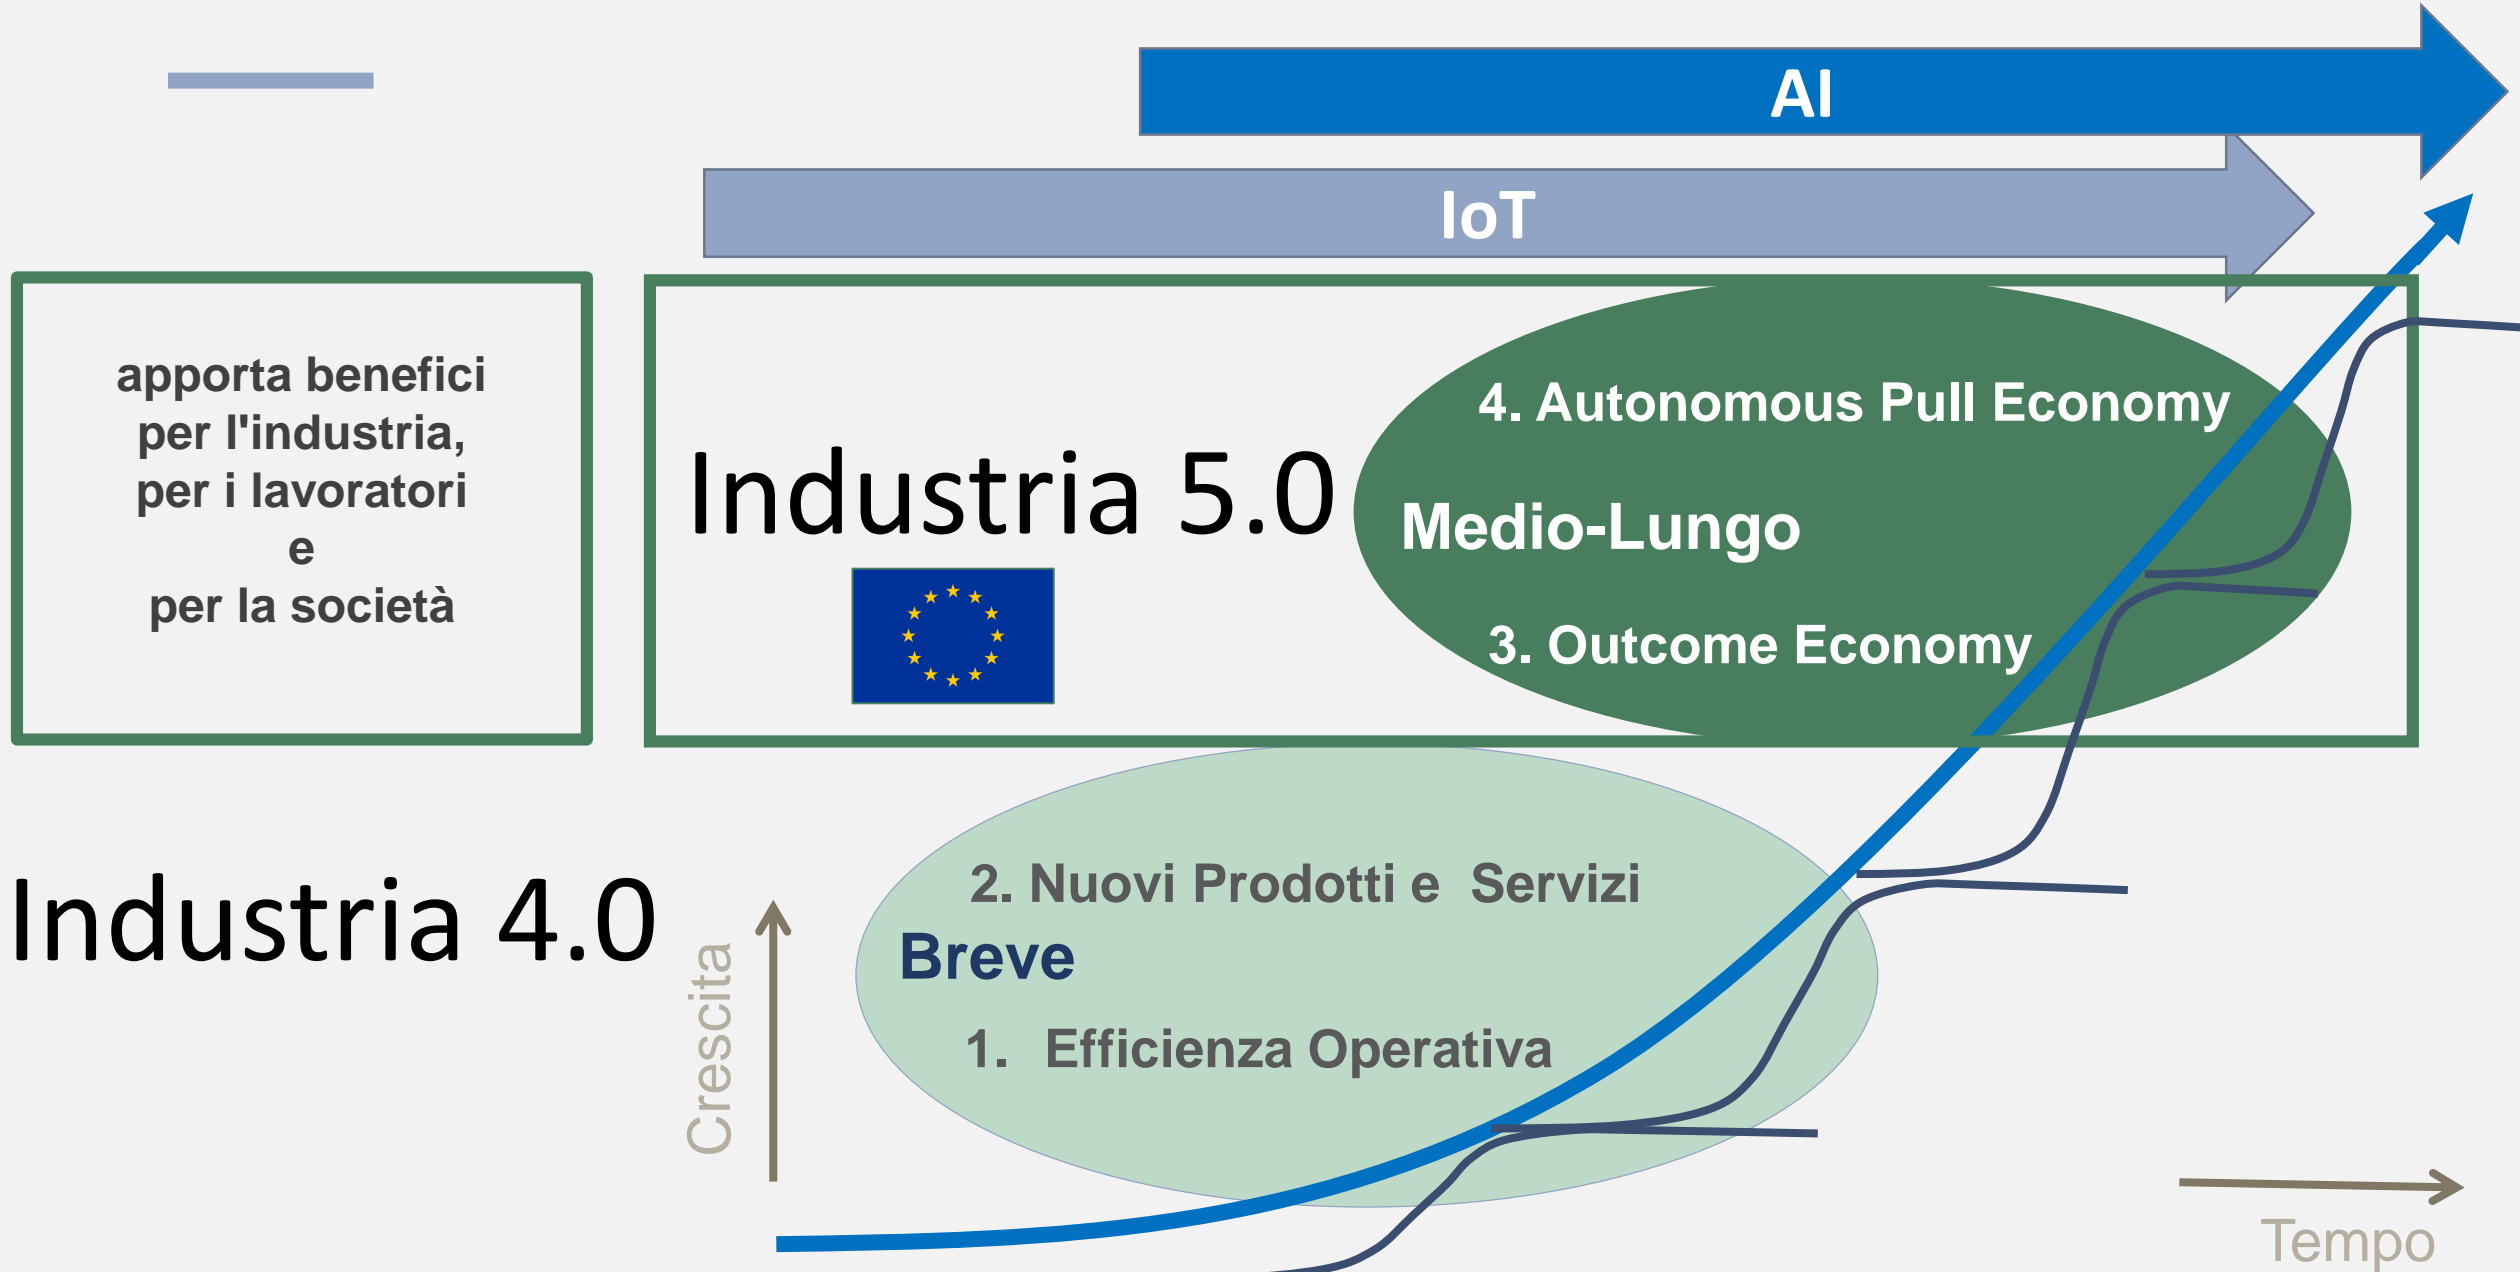 AI
IoT
apporta benefici
per l'industria,
per i lavoratori
e
per la società
Industria 5.0
4. Autonomous Pull Economy
Medio-Lungo
3. Outcome Economy
Industria 4.0
2. Nuovi Prodotti e Servizi
Breve
1. Efficienza Operativa
Crescita
Tempo